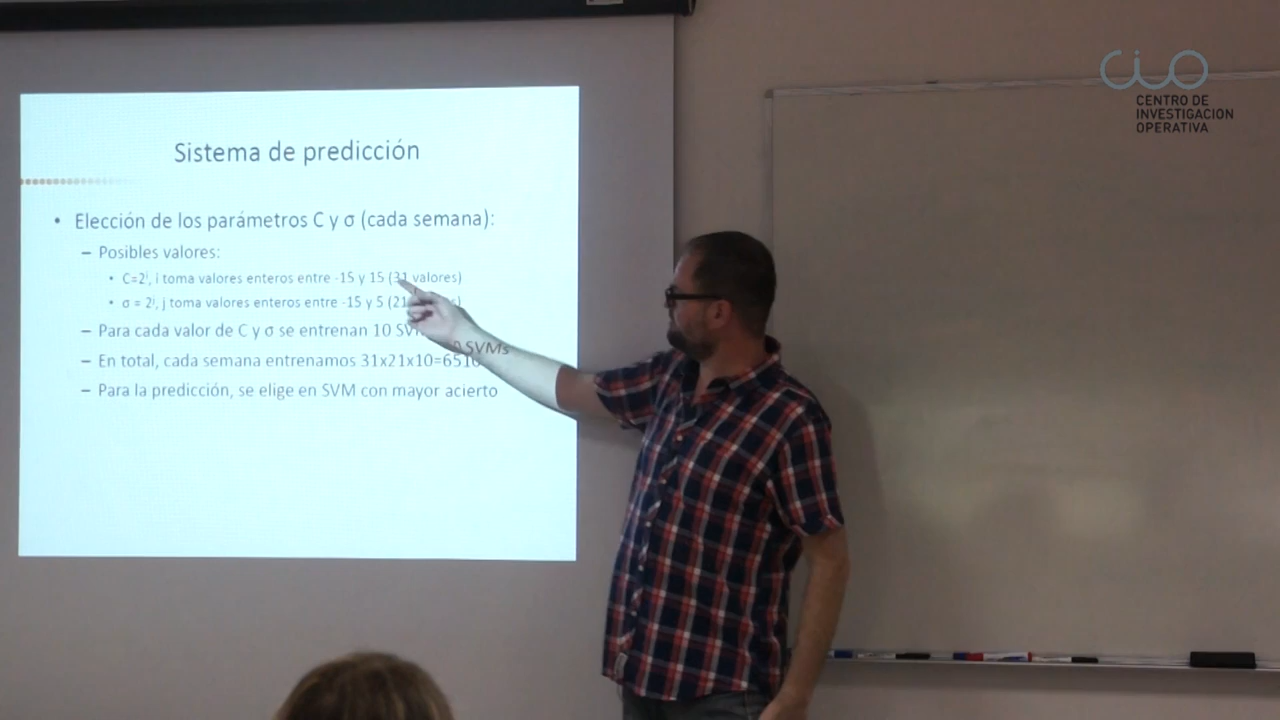 CIO
CENTRO DE
INVESTIGACION
OPERATIVA
Sistema de predicción
• Elección de los parámetros C y σ (cada semana):
– Posibles valores:
• C=2ⁱ, i toma valores enteros entre -15 y 15 (31 valores)
• σ = 2ʲ, j toma valores enteros entre -15 y 5 (21
– Para cada valor de C y σ se entrenan 10
– En total, cada semana entrenamos 31x21x10=6510 SVMs
– Para la predicción, se elige en SVM con mayor acierto